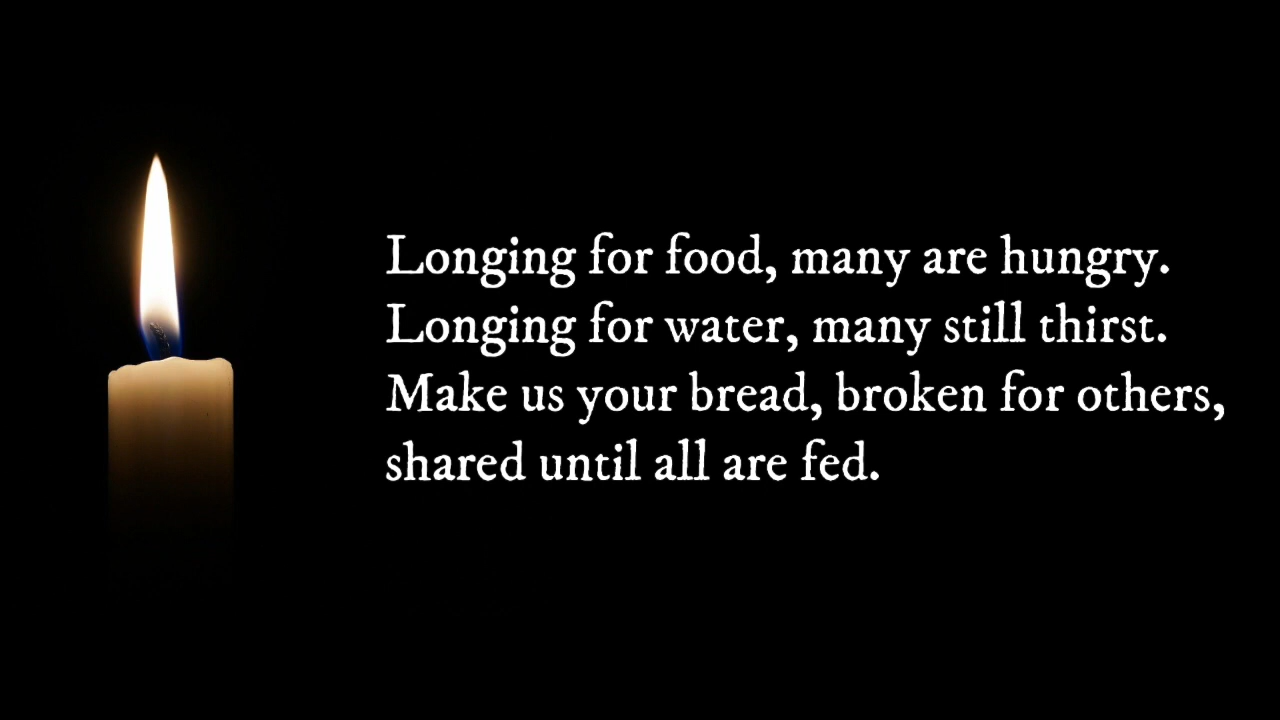 Longing for food, many are hungry.
Longing for water, many still thirst.
Make us your bread, broken for others,
shared until all are fed.